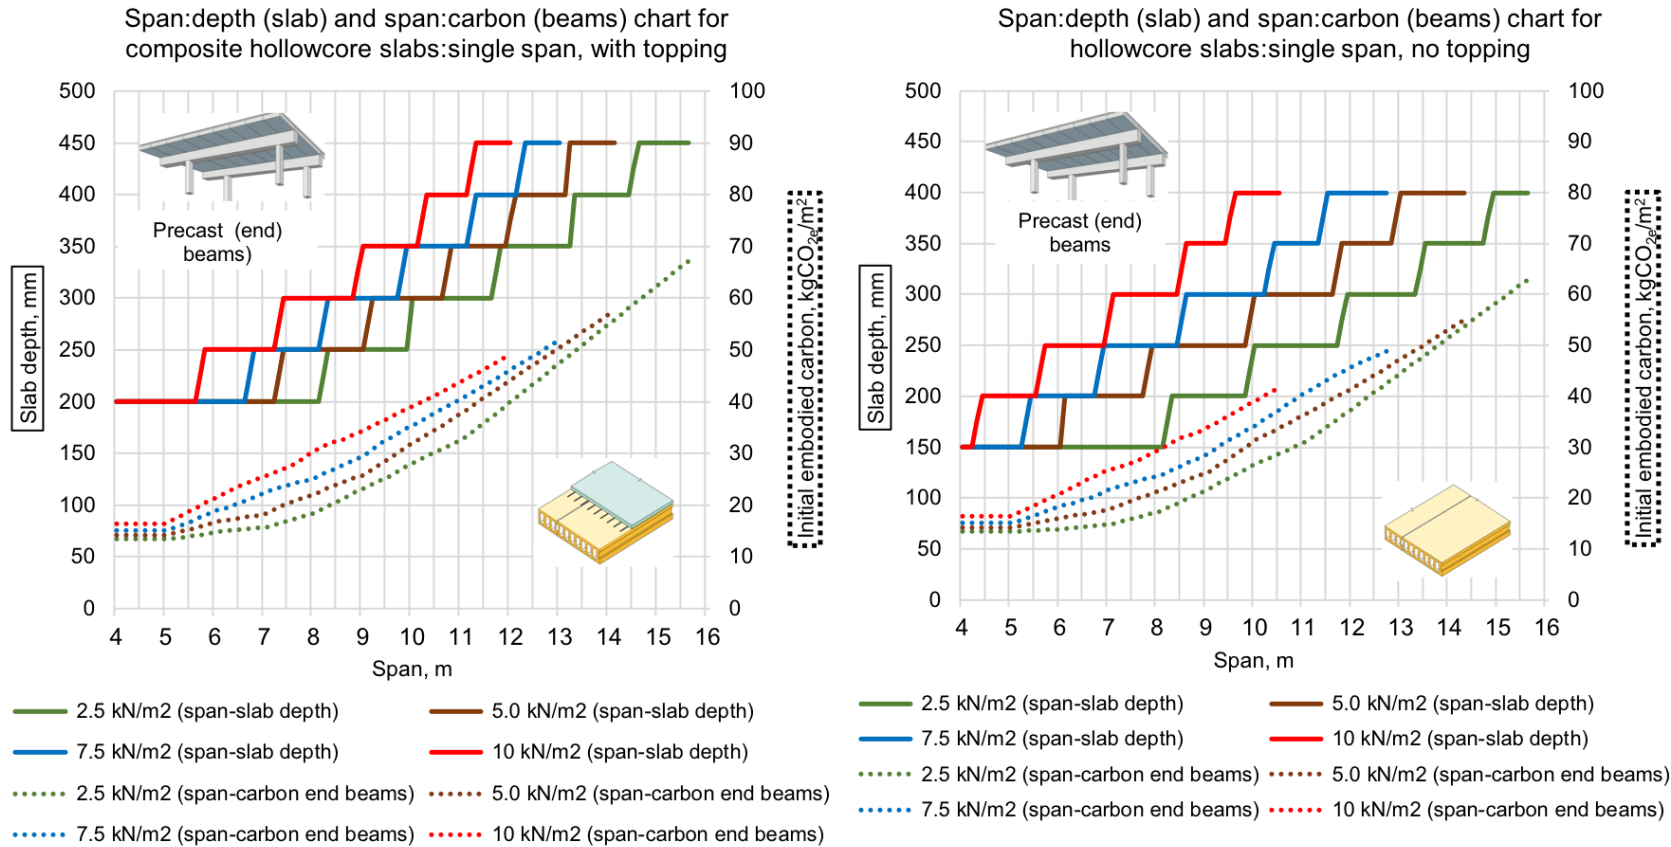 Span:depth (slab) and span:carbon (beams) chart for
composite hollowcore slabs:single span, with topping
500
450
400
350
300
250
200
150
100
50
0
100
90
80
70
60
50
40
30
20
10
0
4 5 6 7 8 9 10 11 12 13 14 15 16
Slab depth, mm
Initial embodied carbon, kgCO2e/m²
Span, m
Precast (end)
beams)
2.5 kN/m2 (span-slab depth)
5.0 kN/m2 (span-slab depth)
7.5 kN/m2 (span-slab depth)
10 kN/m2 (span-slab depth)
2.5 kN/m2 (span-carbon end beams)
5.0 kN/m2 (span-carbon end beams)
7.5 kN/m2 (span-carbon end beams)
10 kN/m2 (span-carbon end beams)
Span:depth (slab) and span:carbon (beams) chart for
hollowcore slabs:single span, no topping
500
450
400
350
300
250
200
150
100
50
0
100
90
80
70
60
50
40
30
20
10
0
4 5 6 7 8 9 10 11 12 13 14 15 16
Slab depth, mm
Initial embodied carbon, kgCO2e/m²
Span, m
Precast (end)
beams
2.5 kN/m2 (span-slab depth)
5.0 kN/m2 (span-slab depth)
7.5 kN/m2 (span-slab depth)
10 kN/m2 (span-slab depth)
2.5 kN/m2 (span-carbon end beams)
5.0 kN/m2 (span-carbon end beams)
7.5 kN/m2 (span-carbon end beams)
10 kN/m2 (span-carbon end beams)